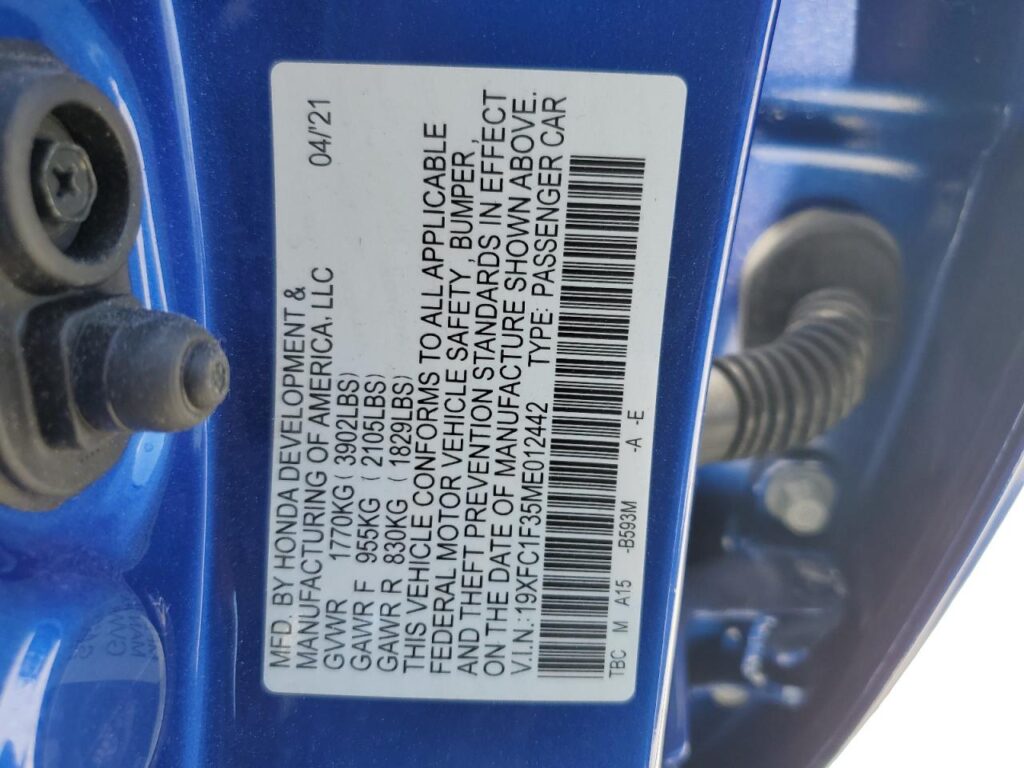 MFD. BY HONDA DEVELOPMENT &
MANUFACTURING OF AMERICA, LLC 04/'21
GVWR 1770KG ( 3902LBS)
GAWR F 955KG ( 2105LBS)
GAWR R 830KG ( 1829LBS)
THIS VEHICLE CONFORMS TO ALL APPLICABLE
FEDERAL MOTOR VEHICLE SAFETY, BUMPER,
AND THEFT PREVENTION STANDARDS IN EFFECT
ON THE DATE OF MANUFACTURE SHOWN ABOVE.
V.I.N.:19XFC1F35ME012442 TYPE: PASSENGER CAR
TBC M A15 -B593M -A -E